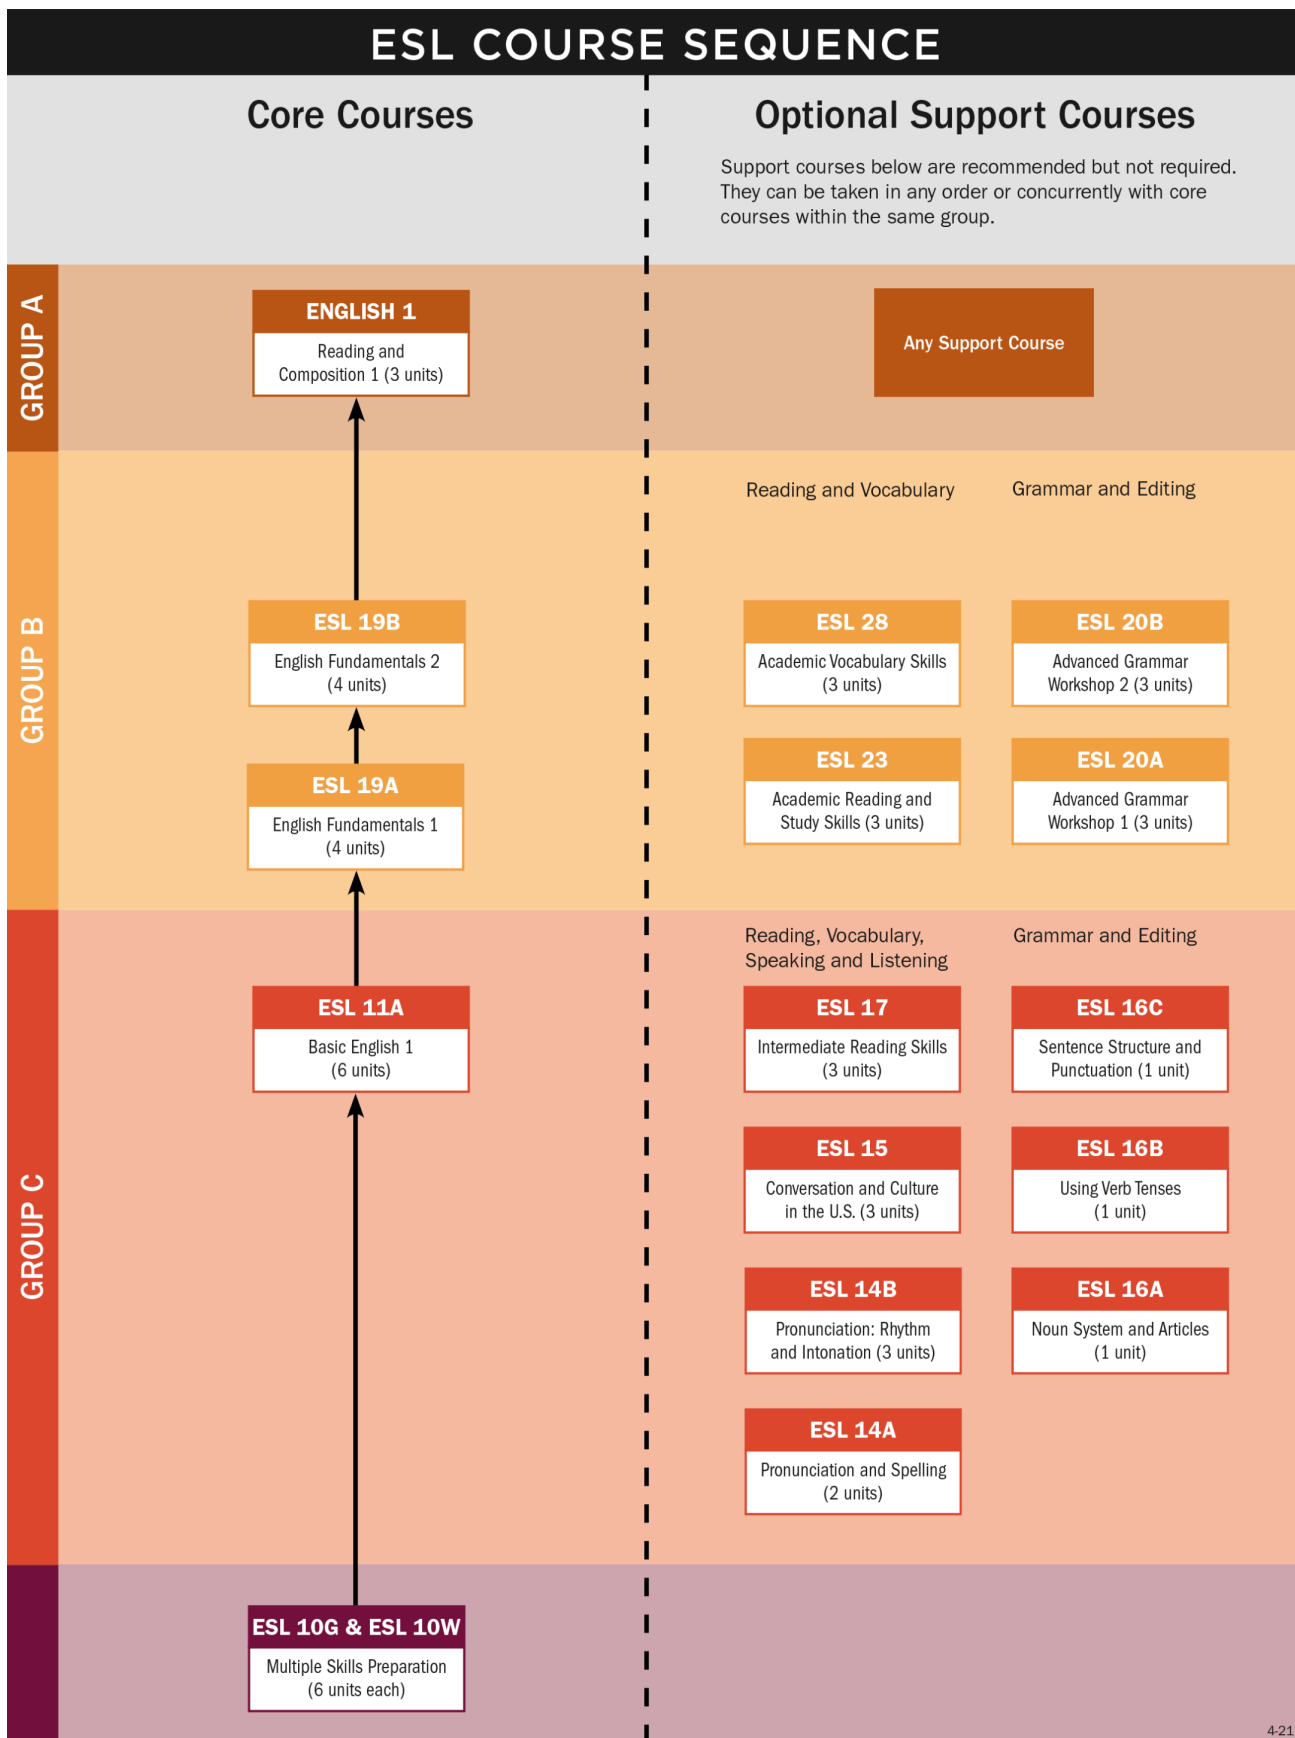 ESL COURSE SEQUENCE
Core Courses
Optional Support Courses
Support courses below are recommended but not required.
They can be taken in any order or concurrently with core
courses within the same group.
GROUP A
ENGLISH 1
Reading and
Composition 1 (3 units)
Any Support Course
GROUP B
Reading and Vocabulary
Grammar and Editing
ESL 19B
English Fundamentals 2
(4 units)
ESL 28
Academic Vocabulary Skills
(3 units)
ESL 20B
Advanced Grammar
Workshop 2 (3 units)
ESL 19A
English Fundamentals 1
(4 units)
ESL 23
Academic Reading and
Study Skills (3 units)
ESL 20A
Advanced Grammar
Workshop 1 (3 units)
GROUP C
Reading, Vocabulary,
Speaking and Listening
Grammar and Editing
ESL 11A
Basic English 1
(6 units)
ESL 17
Intermediate Reading Skills
(3 units)
ESL 16C
Sentence Structure and
Punctuation (1 unit)
ESL 15
Conversation and Culture
in the U.S. (3 units)
ESL 16B
Using Verb Tenses
(1 unit)
ESL 14B
Pronunciation: Rhythm
and Intonation (3 units)
ESL 16A
Noun System and Articles
(1 unit)
ESL 14A
Pronunciation and Spelling
(2 units)
ESL 10G & ESL 10W
Multiple Skills Preparation
(6 units each)
4-21